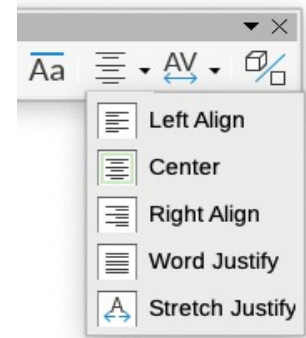 Aa AV
Left Align
Center
Right Align
Word Justify
A Stretch Justify